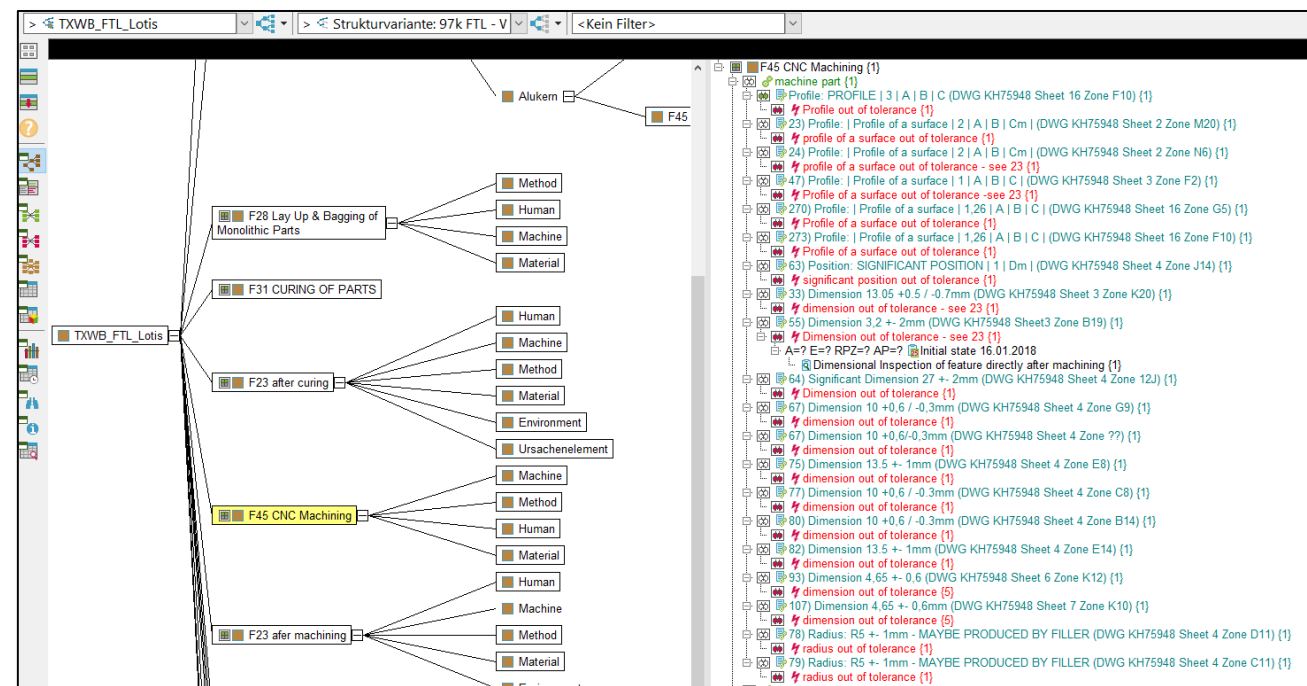 > TXWB_FTL_Lotis
> Strukturvariante: 97k FTL - V
<Kein Filter>
Alukern
F45
Method
Human
Machine
Material
F28 Lay Up & Bagging of
Monolithic Parts
F31 CURING OF PARTS
TXWB_FTL_Lotis
Human
Machine
Method
Material
Environment
Ursachenelement
F23 after curing
Machine
Method
Human
Material
F45 CNC Machining
Human
Machine
Method
Material
F23 afer machining
F45 CNC Machining {1}
machine part {1}
Profile: PROFILE | 3 | A | B | C (DWG KH75948 Sheet 16 Zone F10) {1}
Profile out of tolerance {1}
23) Profile: | Profile of a surface | 2 | A | B | Cm | (DWG KH75948 Sheet 2 Zone M20) {1}
profile of a surface out of tolerance {1}
24) Profile: | Profile of a surface | 2 | A | B | Cm | (DWG KH75948 Sheet 2 Zone N6) {1}
profile of a surface out of tolerance - see 23 {1}
47) Profile: | Profile of a surface | 1 | A | B | C | (DWG KH75948 Sheet 3 Zone F2) {1}
Profile of a surface out of tolerance -see 23 {1}
270) Profile: | Profile of a surface | 1,26 | A | B | C | (DWG KH75948 Sheet 16 Zone G5) {1}
Profile of a surface out of tolerance {1}
273) Profile: | Profile of a surface | 1,26 | A | B | C | (DWG KH75948 Sheet 16 Zone F10) {1}
Profile of a surface out of tolerance {1}
63) Position: SIGNIFICANT POSITION | 1 | Dm | (DWG KH75948 Sheet 4 Zone J14) {1}
significant position out of tolerance {1}
33) Dimension 13.05 +0.5 / -0.7mm (DWG KH75948 Sheet 3 Zone K20) {1}
dimension out of tolerance - see 23 {1}
55) Dimension 3,2 +- 2mm (DWG KH75948 Sheet3 Zone B19) {1}
Dimension out of tolerance - see 23 {1}
A=? E=? RPZ=? AP=? Initial state 16.01.2018
Dimensional Inspection of feature directly after machining {1}
64) Significant Dimension 27 +- 2mm (DWG KH75948 Sheet 4 Zone 12J) {1}
Dimension out of tolerance {1}
67) Dimension 10 +0,6/ -0,3mm (DWG KH75948 Sheet 4 Zone G9) {1}
dimension out of tolerance {1}
67) Dimension 10 +0,6/-0,3mm (DWG KH75948 Sheet 4 Zone ??) {1}
dimension out of tolerance {1}
75) Dimension 13.5 +- 1mm (DWG KH75948 Sheet 4 Zone E8) {1}
dimension out of tolerance {1}
77) Dimension 10 +0,6 / -0.3mm (DWG KH75948 Sheet 4 Zone C8) {1}
dimension out of tolerance {1}
80) Dimension 10 +0,6 / -0.3mm (DWG KH75948 Sheet 4 Zone B14) {1}
dimension out of tolerance {1}
82) Dimension 13.5 +- 1mm (DWG KH75948 Sheet 4 Zone E14) {1}
dimension out of tolerance {1}
93) Dimension 4,65 +- 0,6 (DWG KH75948 Sheet 6 Zone K12) {1}
dimension out of tolerance {5}
107) Dimension 4,65 +- 0,6mm (DWG KH75948 Sheet 7 Zone K10) {1}
dimension out of tolerance {5}
78) Radius: R5 +- 1mm - MAYBE PRODUCED BY FILLER (DWG KH75948 Sheet 4 Zone D11) {1}
radius out of tolerance {1}
79) Radius: R5 +- 1mm - MAYBE PRODUCED BY FILLER (DWG KH75948 Sheet 4 Zone C11) {1}
radius out of tolerance {1}